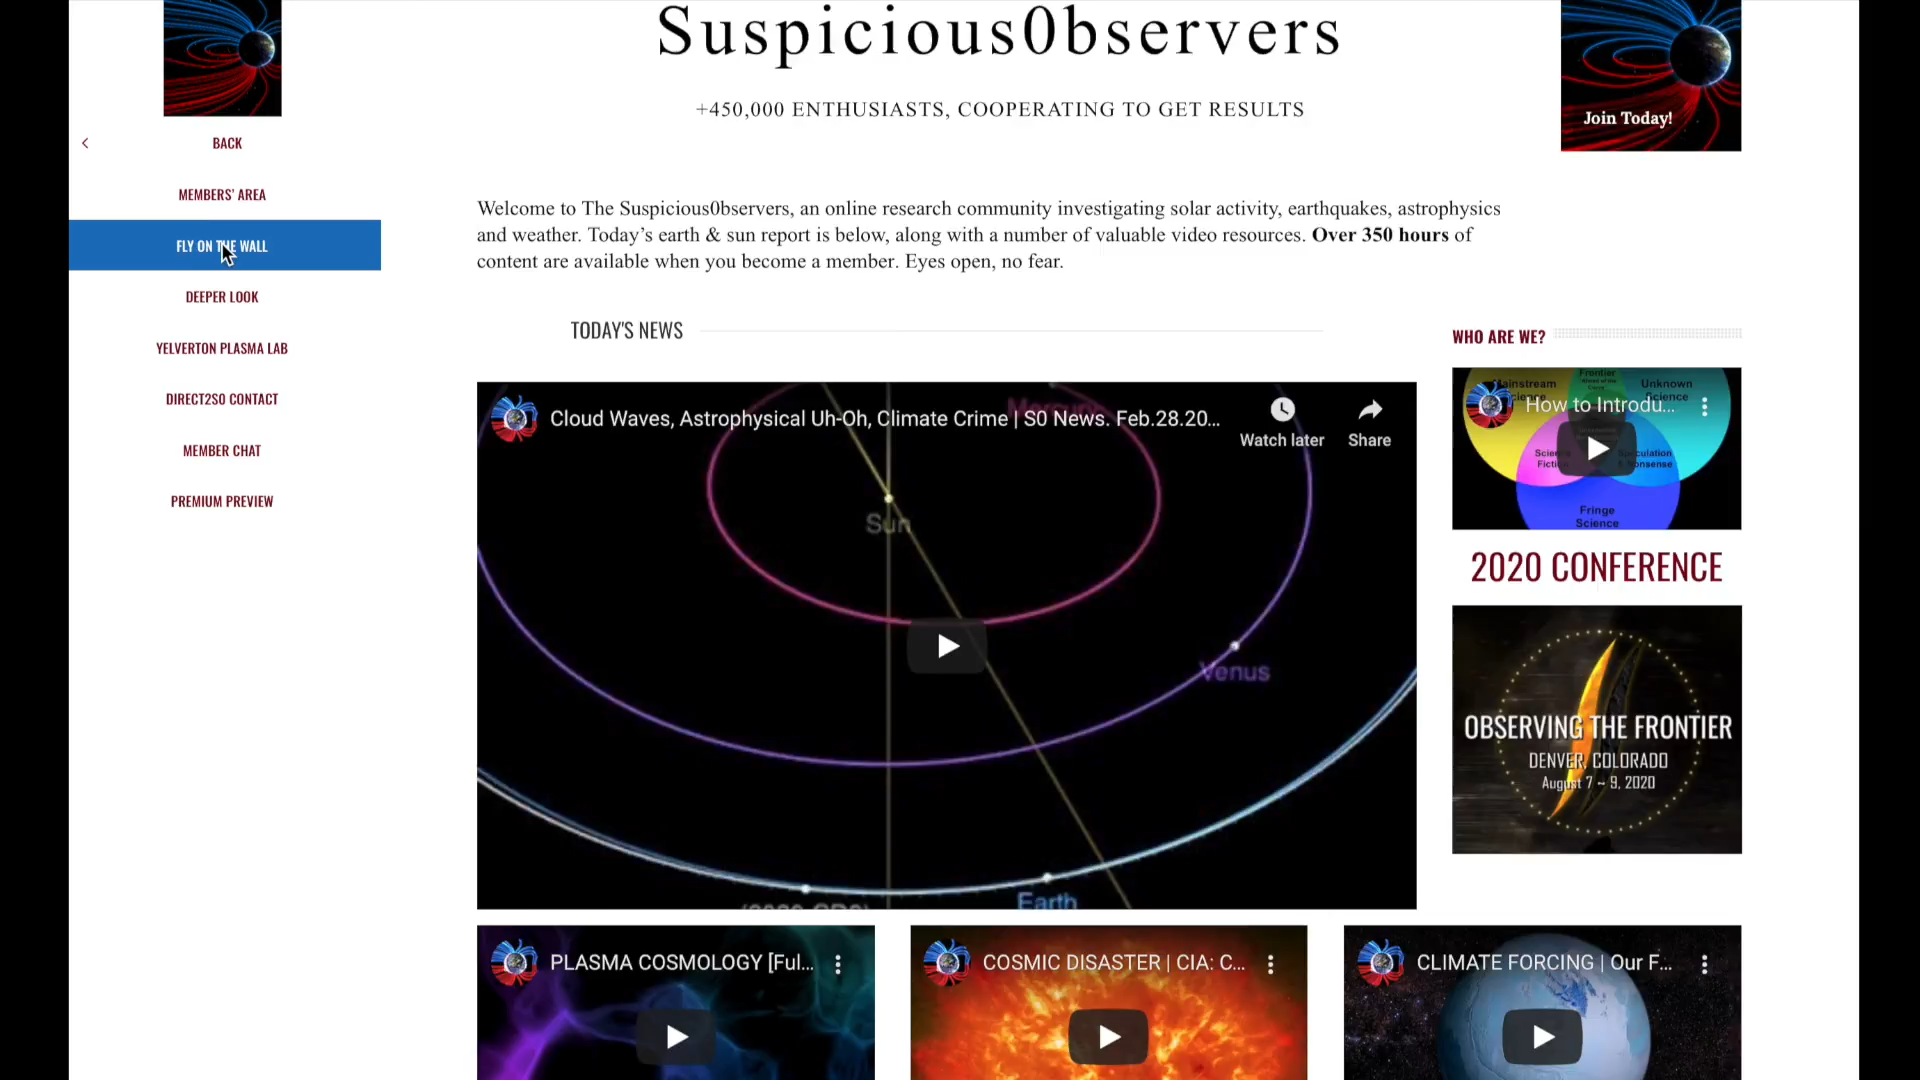 Suspicious0bservers
+450,000 ENTHUSIASTS, COOPERATING TO GET RESULTS
Join Today!
BACK
MEMBERS' AREA
FLY ON THE WALL
DEEPER LOOK
YELVERTON PLASMA LAB
DIRECT2S0 CONTACT
MEMBER CHAT
PREMIUM PREVIEW
Welcome to The Suspicious0bservers, an online research community investigating solar activity, earthquakes, astrophysics
and weather. Today’s earth & sun report is below, along with a number of valuable video resources. Over 350 hours of
content are available when you become a member. Eyes open, no fear.
TODAY'S NEWS
Cloud Waves, Astrophysical Uh-Oh, Climate Crime | S0 News. Feb.28.20...
Watch later
Share
Mercury
Sun
Venus
Earth
WHO ARE WE?
Frontier
Mainstream
Science
Unknown
Science
How to Introdu...
Fringe
Science
2020 CONFERENCE
OBSERVING THE FRONTIER
DENVER, COLORADO
August 7 - 9, 2020
PLASMA COSMOLOGY [Ful...
COSMIC DISASTER | CIA: C...
CLIMATE FORCING | Our F...